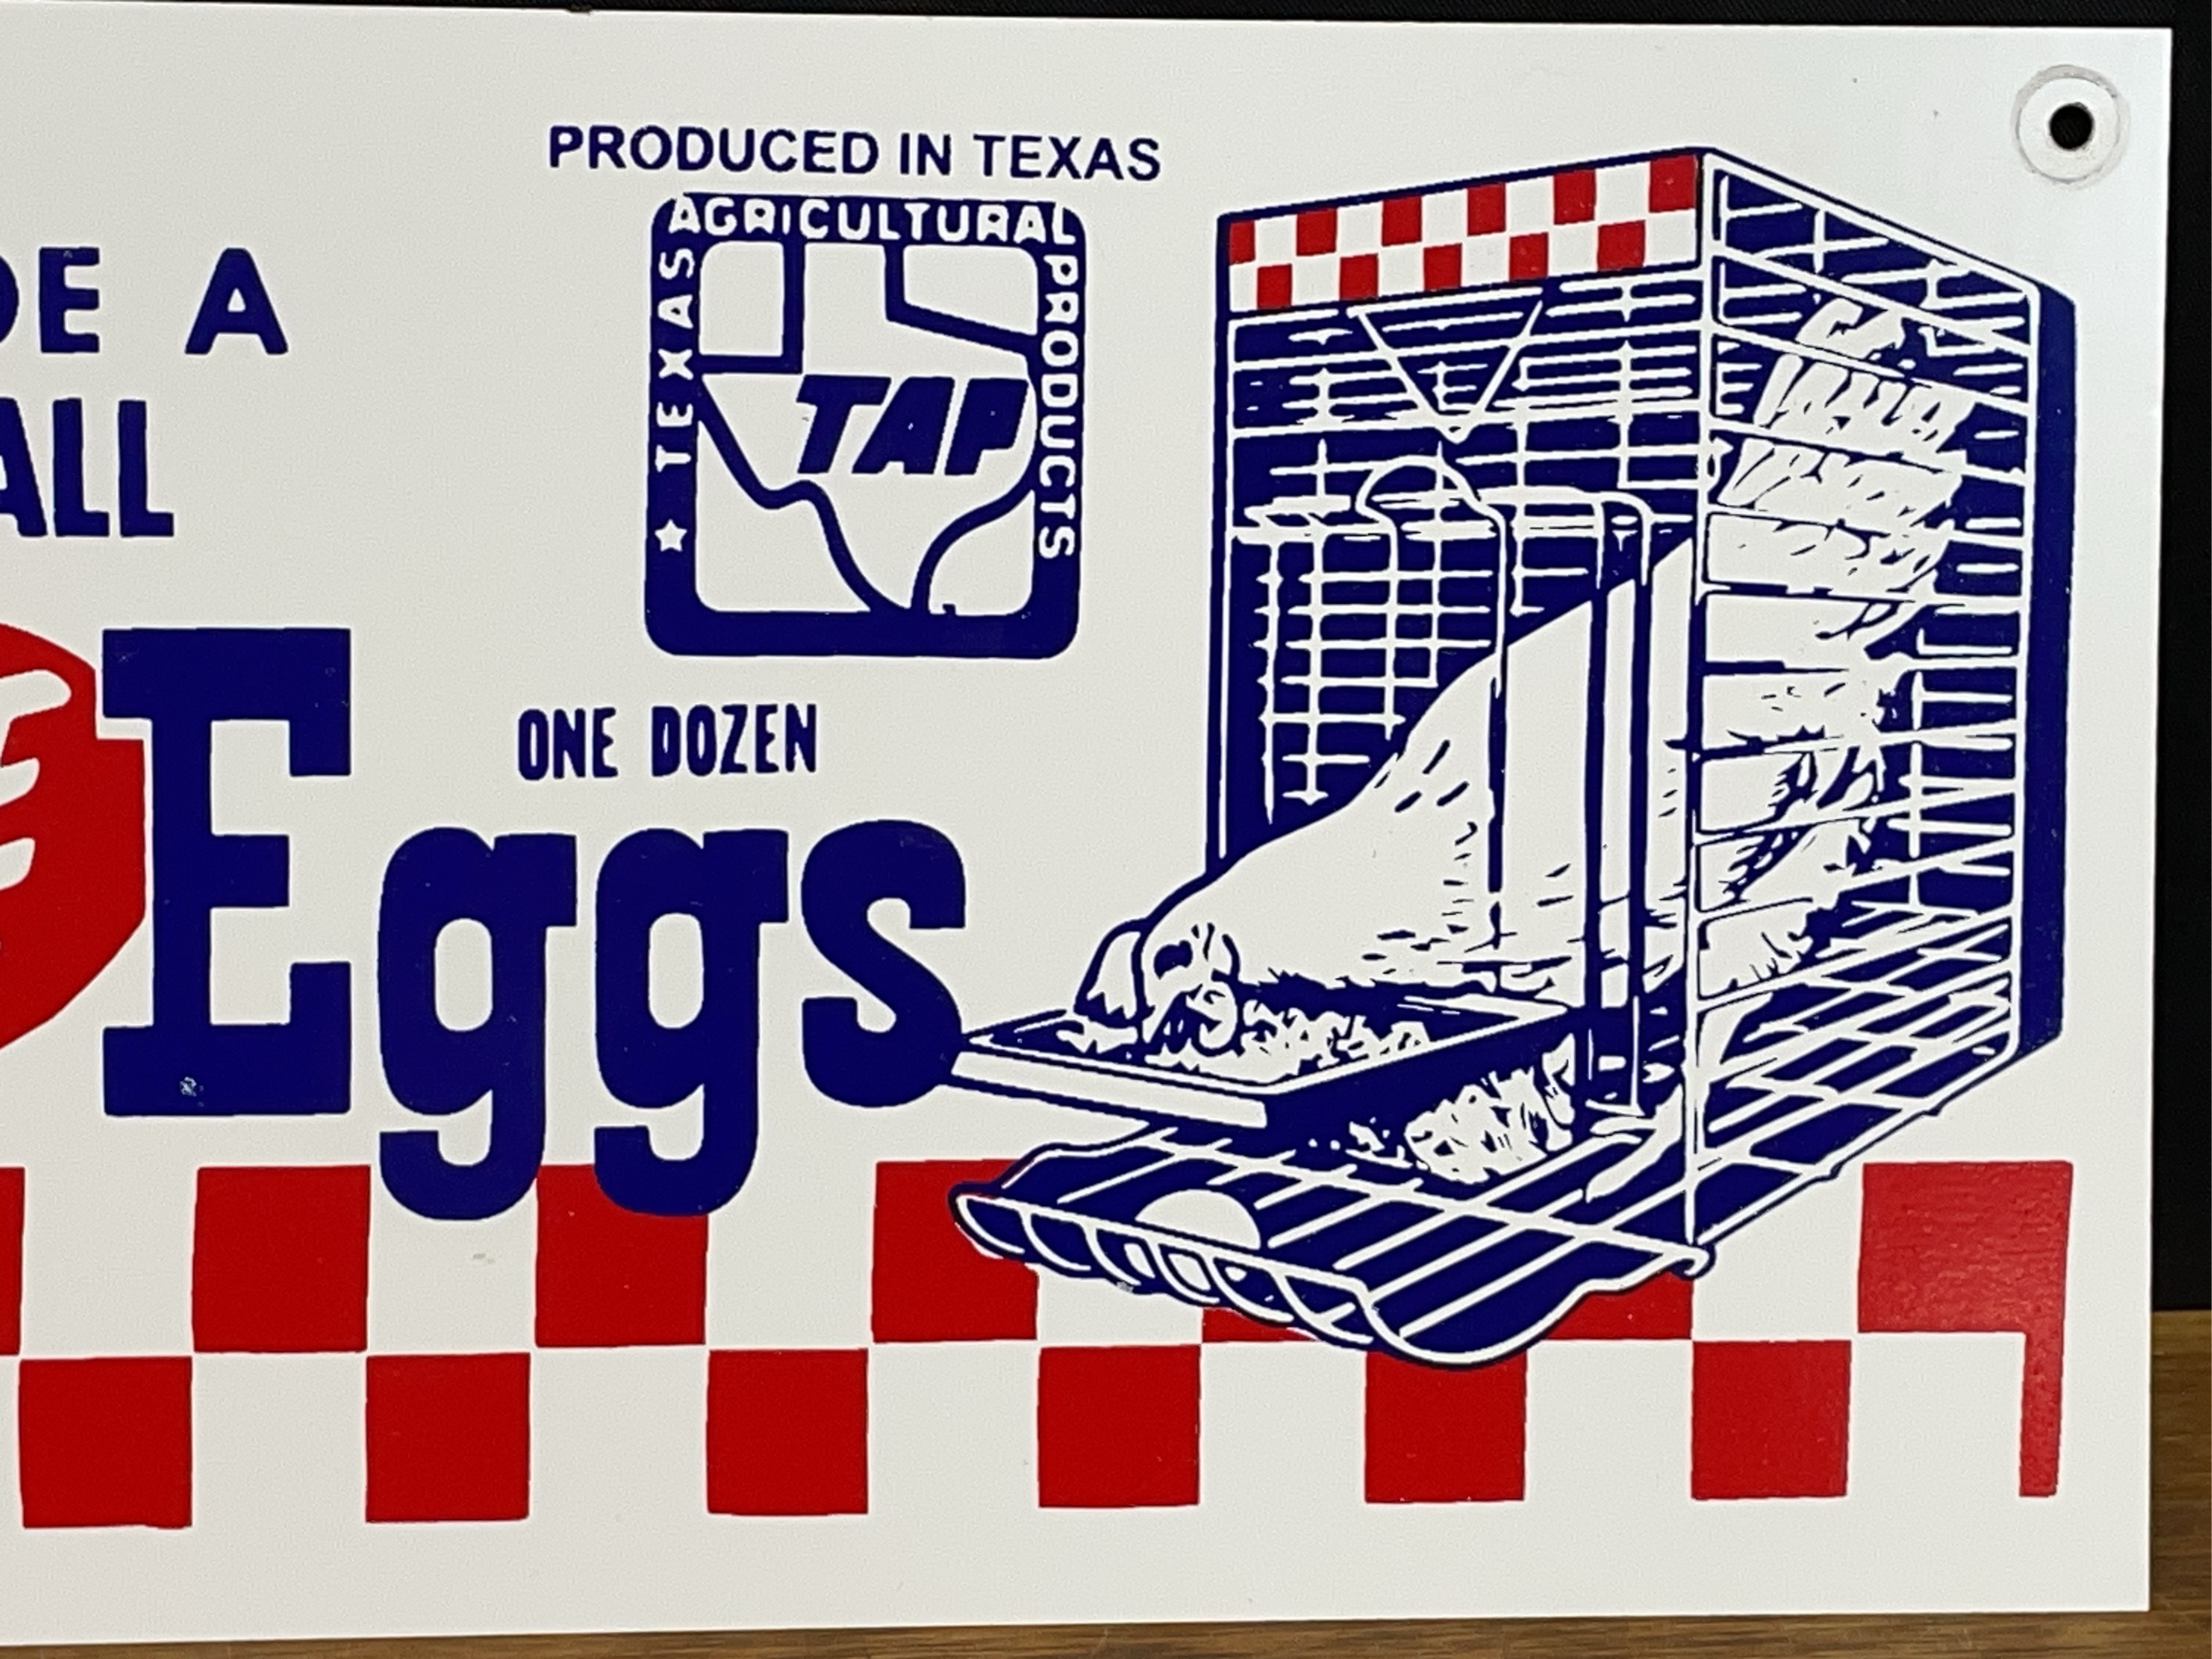 PRODUCED IN TEXAS
★ TEXAS AGRICULTURAL PRODUCTS
DE A
TAP
ALL
ONE DOZEN
Eggs